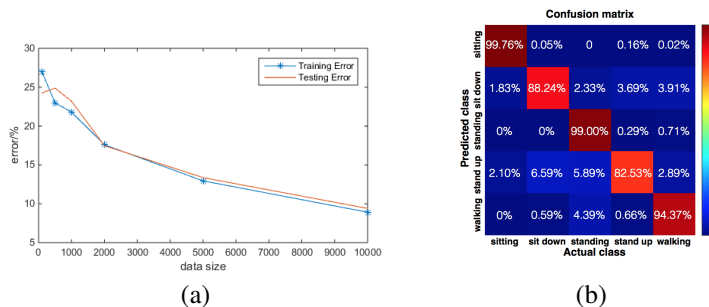 30
25
20
15
10
5
error/%
0 1000 2000 3000 4000 5000 6000 7000 8000 9000 10000
data size
Training Error
Testing Error
(a)
Confusion matrix
Predicted class
sitting
sit down
standing
stand up
walking
99.76% 0.05% 0 0.16% 0.02%
1.83% 88.24% 2.33% 3.69% 3.91%
0% 0% 99.00% 0.29% 0.71%
2.10% 6.59% 5.89% 82.53% 2.89%
0% 0.59% 4.39% 0.66% 94.37%
sitting sit down standing stand up walking
Actual class
(b)